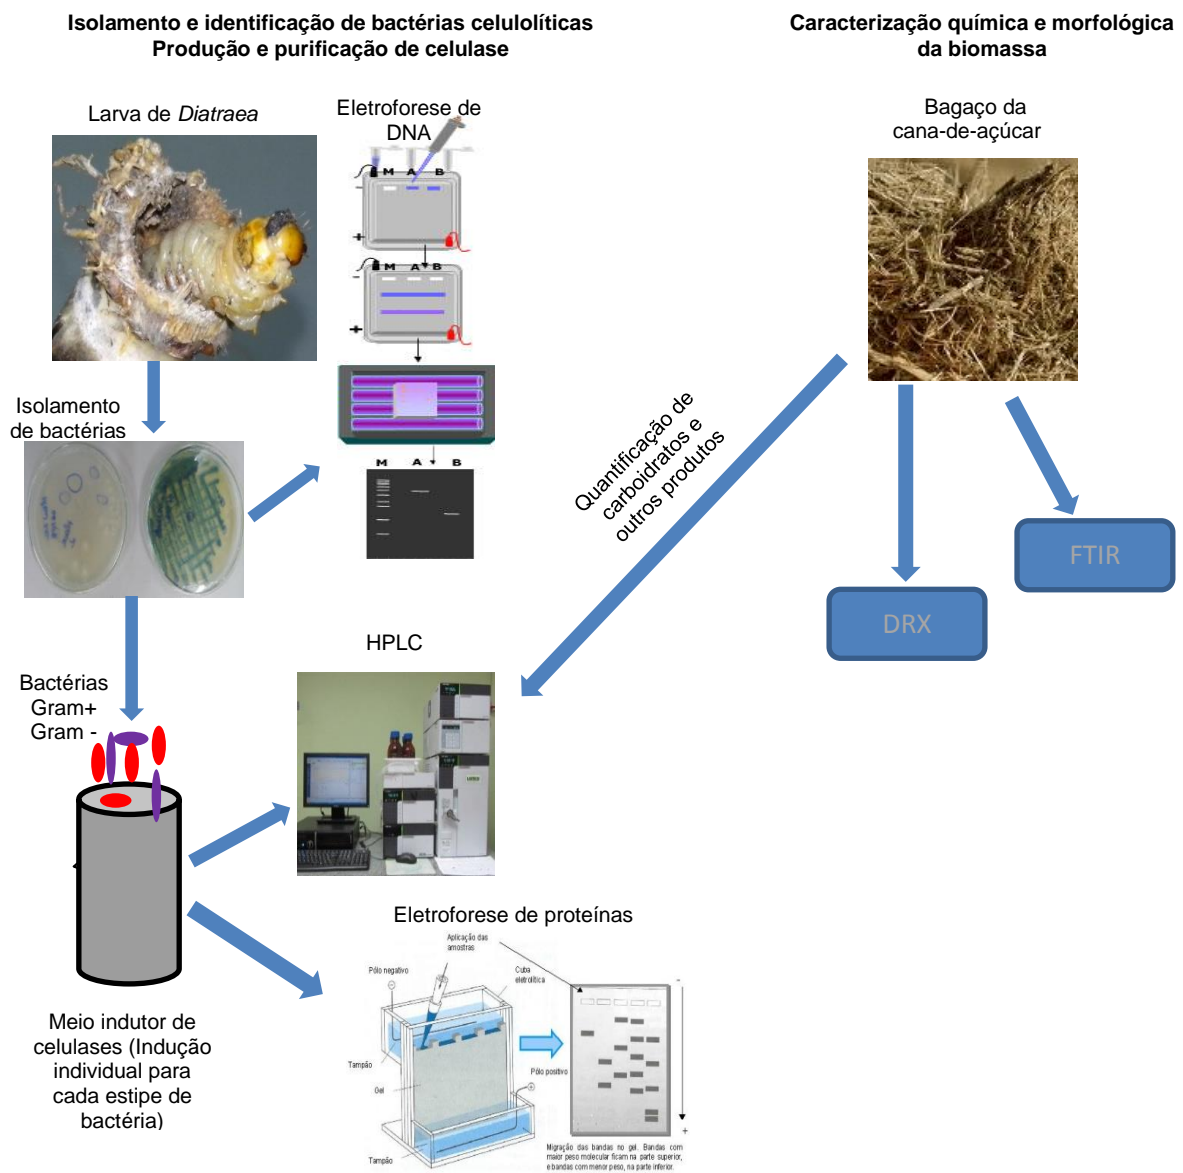 Isolamento e identificação de bactérias celulolíticas
Produção e purificação de celulase
Caracterização química e morfológica
da biomassa
Larva de Diatraea
Eletroforese de
DNA
M A B
-
+
M A B
-
+
M A B
Bagaço da
cana-de-açúcar
Isolamento
de bactérias
Quantificação de
carboidratos e
outros produtos
FTIR
DRX
HPLC
Bactérias
Gram+
Gram -
Meio indutor de
celulases (Indução
individual para
cada estipe de
bactéria)
Eletroforese de proteínas
Aplicação das
amostras
Pólo negativo
Cuba
eletrolítica
Tampão
Gel
Pólo positivo
Tampão
-
+
Migração das bandas no gel. Bandas com
maior peso molecular ficam na parte superior,
e bandas com menor peso, na parte inferior.